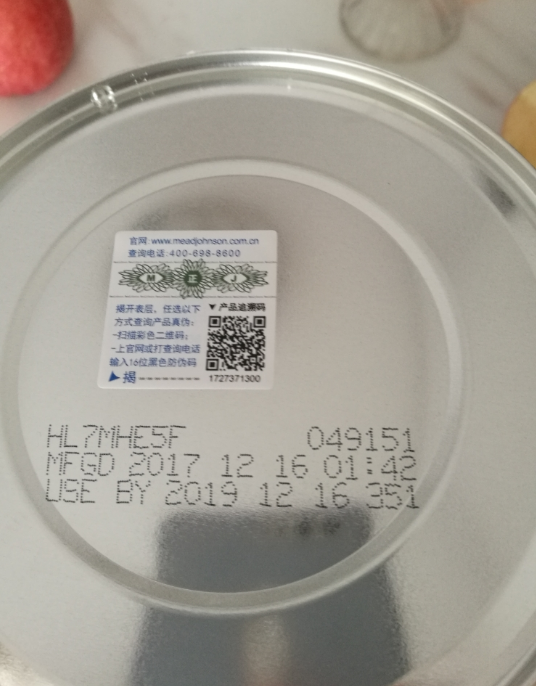 官网:www.meadjohnson.com.cn
查询电话:400-698-8600
M 正 J
揭开表层，任选以下
方式查询产品真伪:
-扫描彩色二维码;
-上官网或打查询电话
输入16位黑色防伪码
▶揭---------
▼产品追溯码
1727371300
HL7MHE5F 049151
MFGD 2017 12 16 01:42
USE BY 2019 12 16 351